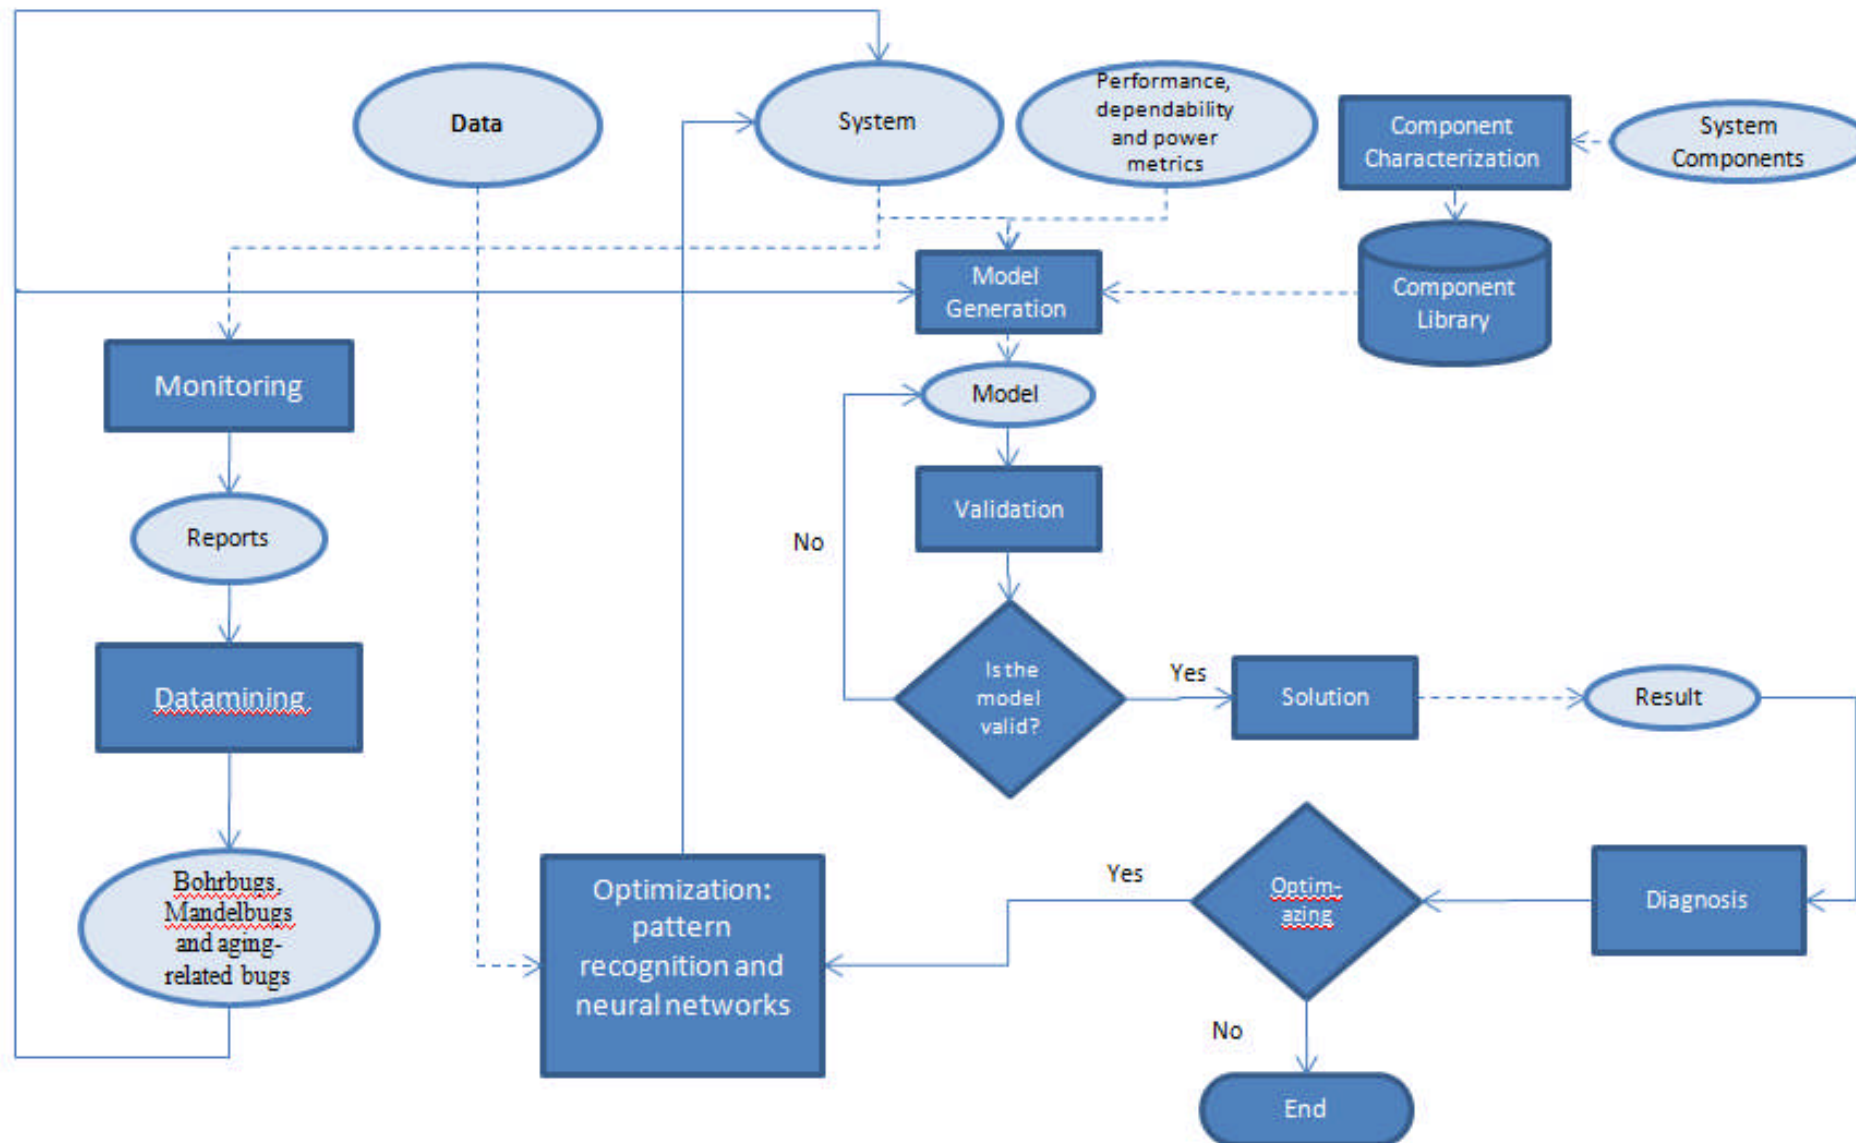 Data
System
Performance,
dependability
and power
metrics
Component
Characterization
System
Components
Model
Generation
Component
Library
Monitoring
Model
Reports
Validation
No
Datamining
Is the
model
valid?
Yes
Solution
Result
Bohrbugs,
Mandelbugs
and aging-
related bugs
Optimization:
pattern
recognition and
neural networks
Yes
Optim-
azing
Diagnosis
No
End